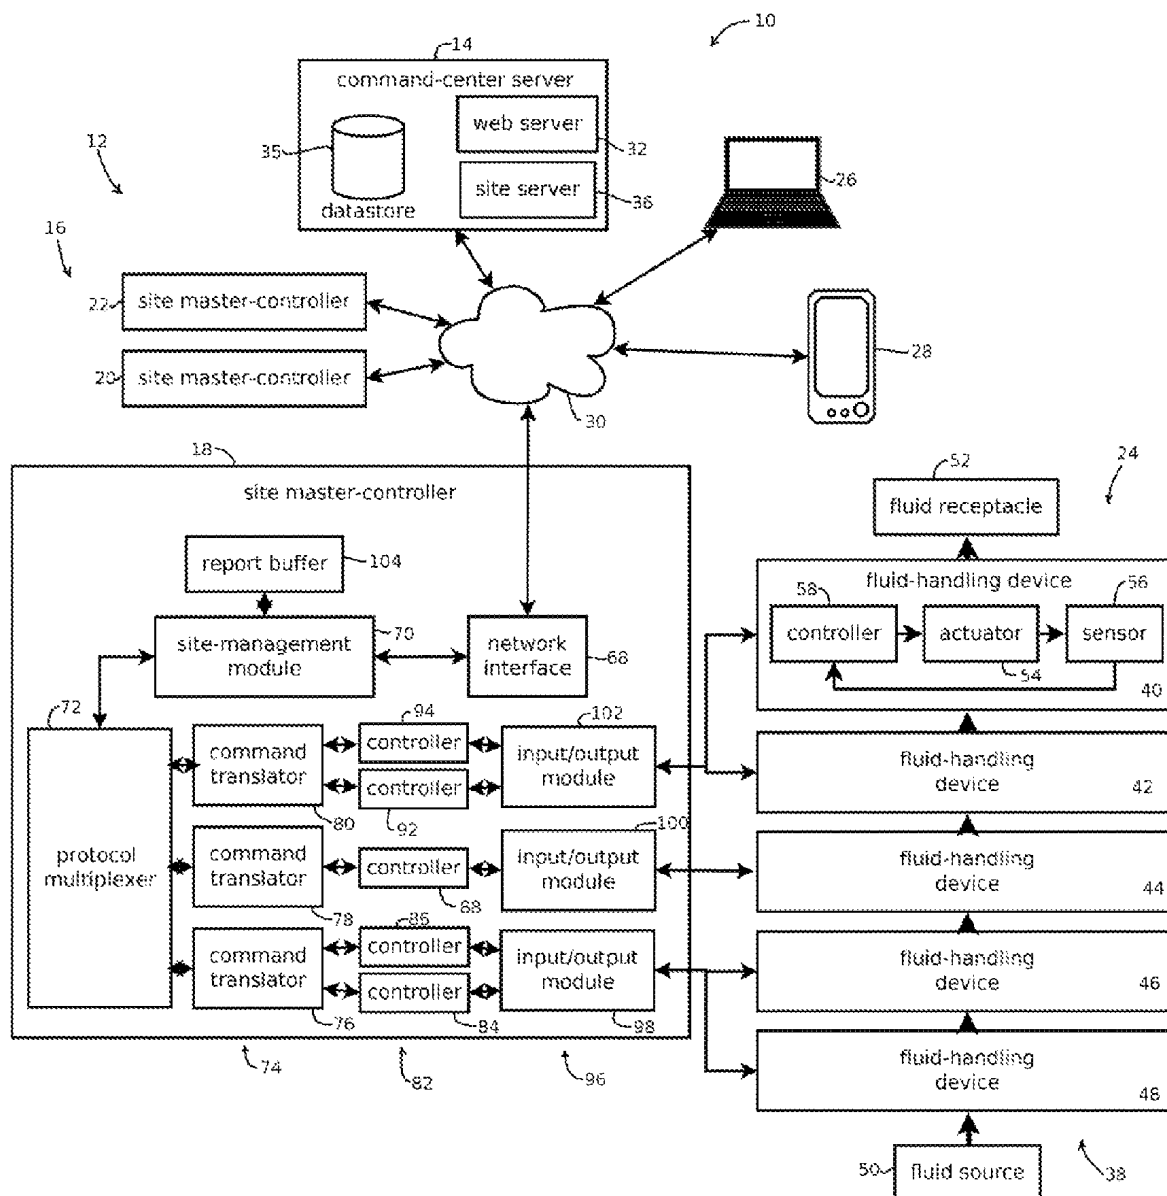 10
14
command-center server
web server
32
35
datastore
site server
36
12
26
16
22
site master-controller
20
site master-controller
28
30
18
site master-controller
report buffer
104
site-management
module
70
network
interface
68
72
protocol
multiplexer
94
controller
controller
92
102
input/output
module
command
translator
80
command
translator
78
controller
68
100
input/output
module
86
controller
controller
84
command
translator
76
input/output
module
98
74
82
96
52
fluid receptacle
24
fluid-handling device
58
controller
actuator
54
56
sensor
40
fluid-handling
device
42
fluid-handling
device
44
fluid-handling
device
46
fluid-handling
device
48
50
fluid source
38